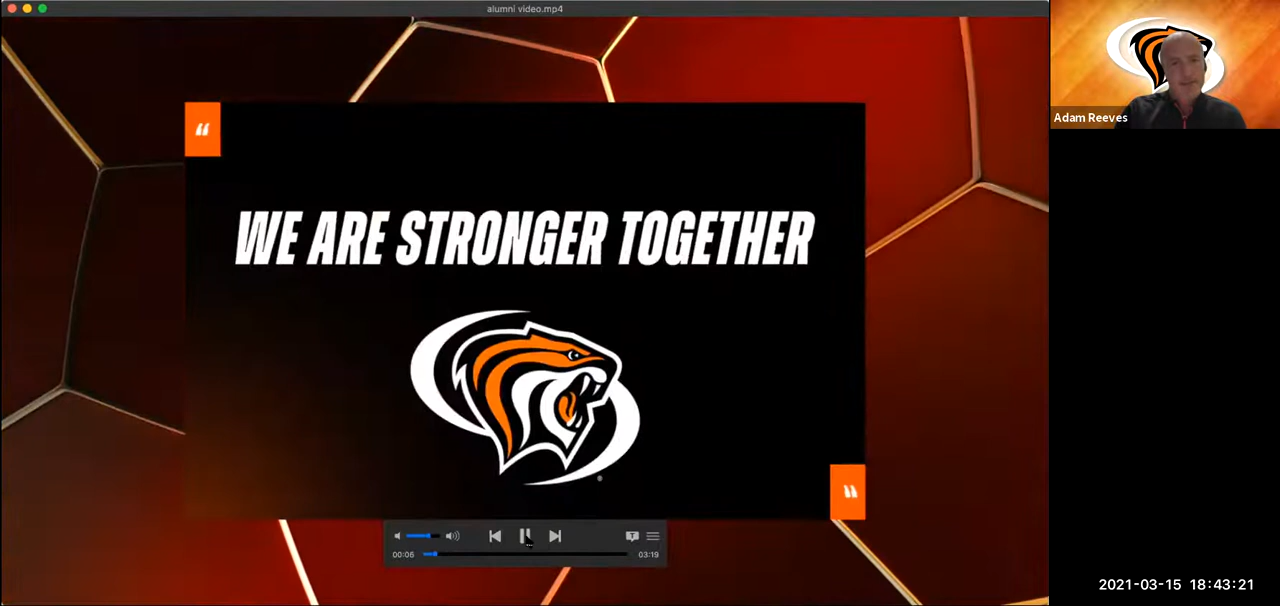 alumni video.mp4
Adam Reeves
“
WE ARE STRONGER TOGETHER
”
00:06
03:19
2021-03-15 18:43:21